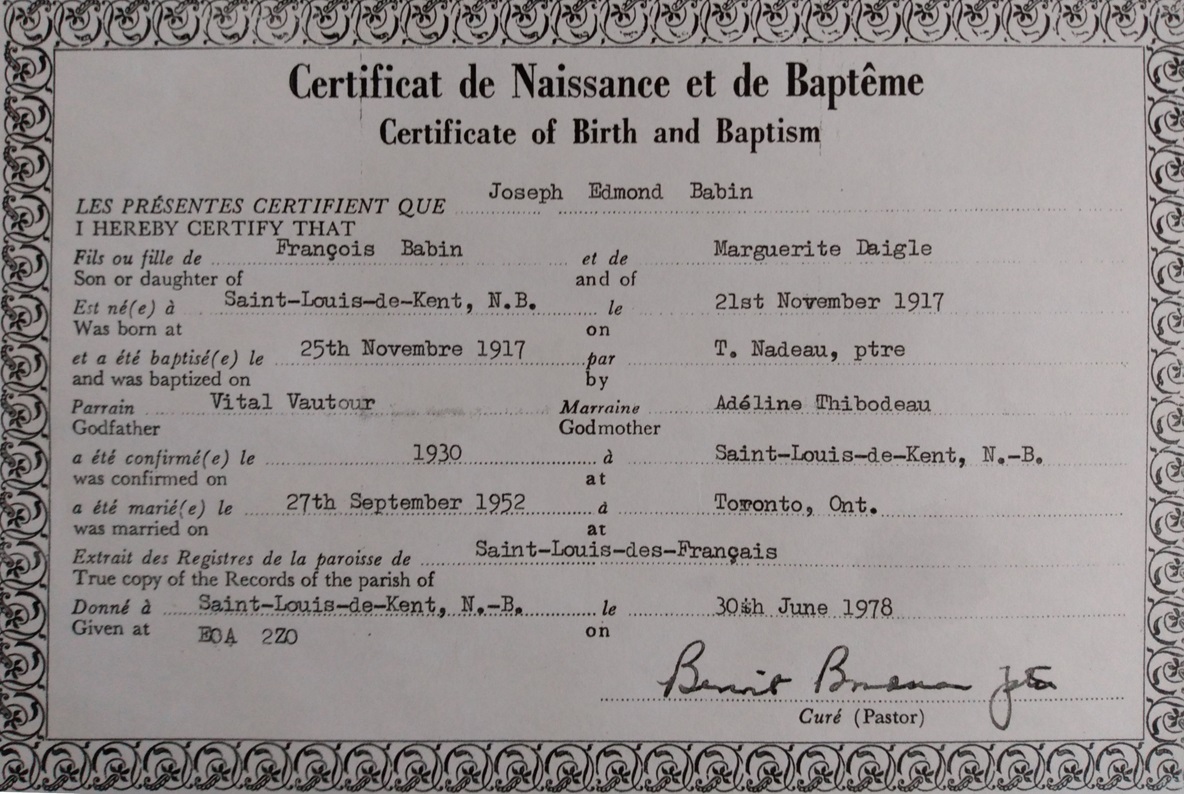 Certificat de Naissance et de Baptême
Certificate of Birth and Baptism
LES PRÉSENTES CERTIFIENT QUE Joseph Edmond Babin
I HEREBY CERTIFY THAT
Fils ou fille de François Babin et de Marguerite Daigle
Son or daughter of and of
Est né(e) à Saint-Louis-de-Kent, N.B. le 21st November 1917
Was born at on
et a été baptisé(e) le 25th Novembre 1917 par T. Nadeau, ptre
and was baptized on by
Parrain Vital Vautour Marraine Adéline Thibodeau
Godfather Godmother
a été confirmé(e) le 1930 à Saint-Louis-de-Kent, N.-B.
was confirmed on at
a été marié(e) le 27th September 1952 à Toronto, Ont.
was married on at
Extrait des Registres de la paroisse de Saint-Louis-des-Français
True copy of the Records of the parish of
Donné à Saint-Louis-de-Kent, N.-B. le 30th June 1978
Given at E0A 2Z0 on
Benoit ptre
Curé (Pastor)